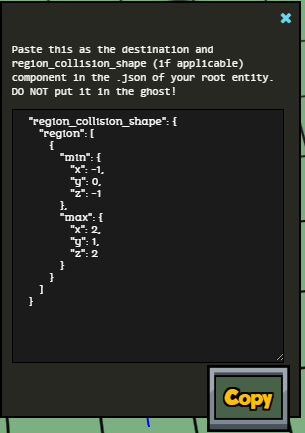 ×
Paste this as the destination and
region_collision_shape (if applicable)
component in the .json of your root entity.
DO NOT put it in the ghost!
"region_collision_shape": {
"region": [
{
"min": {
"x": -1,
"y": 0,
"z": -1
},
"max": {
"x": 2,
"y": 1,
"z": 2
}
}
]
}
Copy